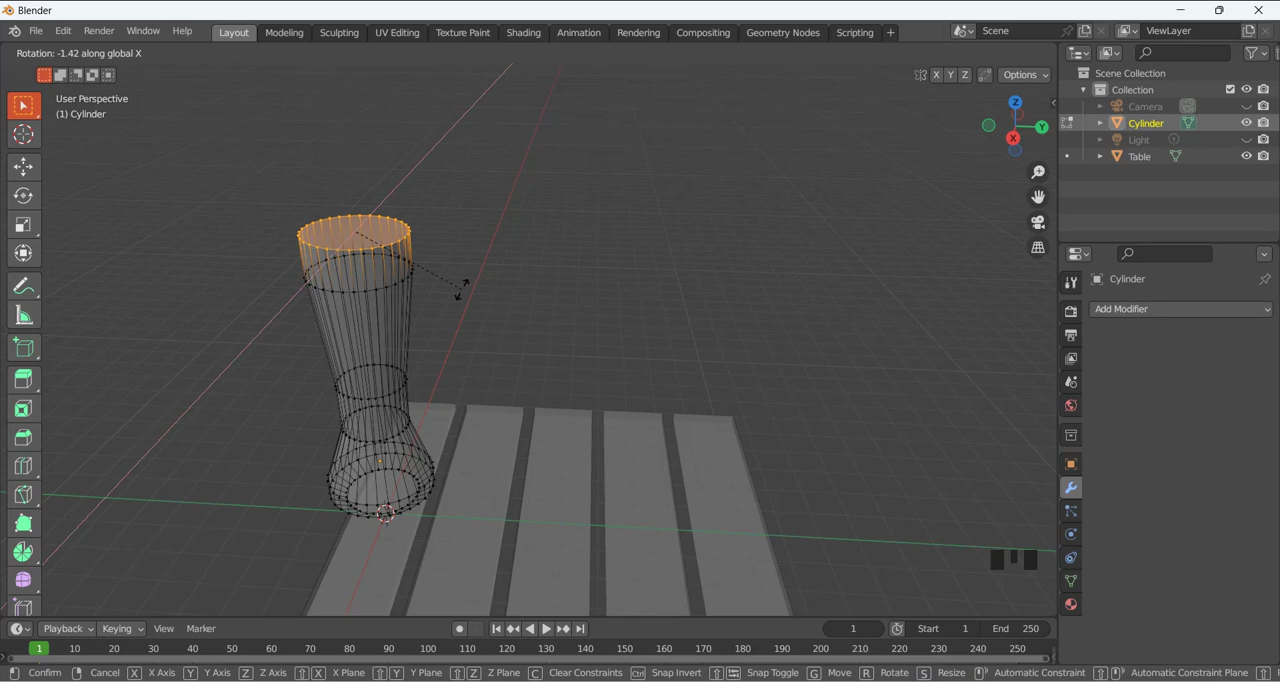 Blender
File Edit Render Window Help Layout Modeling Sculpting UV Editing Texture Paint Shading Animation Rendering Compositing Geometry Nodes Scripting + Scene ViewLayer
Rotation: -1.42 along global X
X Y Z Options
User Perspective
(1) Cylinder
Z
Y
X
Scene Collection
Collection
Camera
Cylinder
Light
Table
Cylinder
Add Modifier
Playback Keying View Marker 1 Start 1 End 250
1 10 20 30 40 50 60 70 80 90 100 110 120 130 140 150 160 170 180 190 200 210 220 230 240 250
Confirm Cancel X X Axis Y Y Axis Z Z Axis X X Plane Y Y Plane Z Z Plane C Clear Constraints Ctrl Snap Invert Snap Toggle G Move R Rotate S Resize Automatic Constraint Automatic Constraint Plane